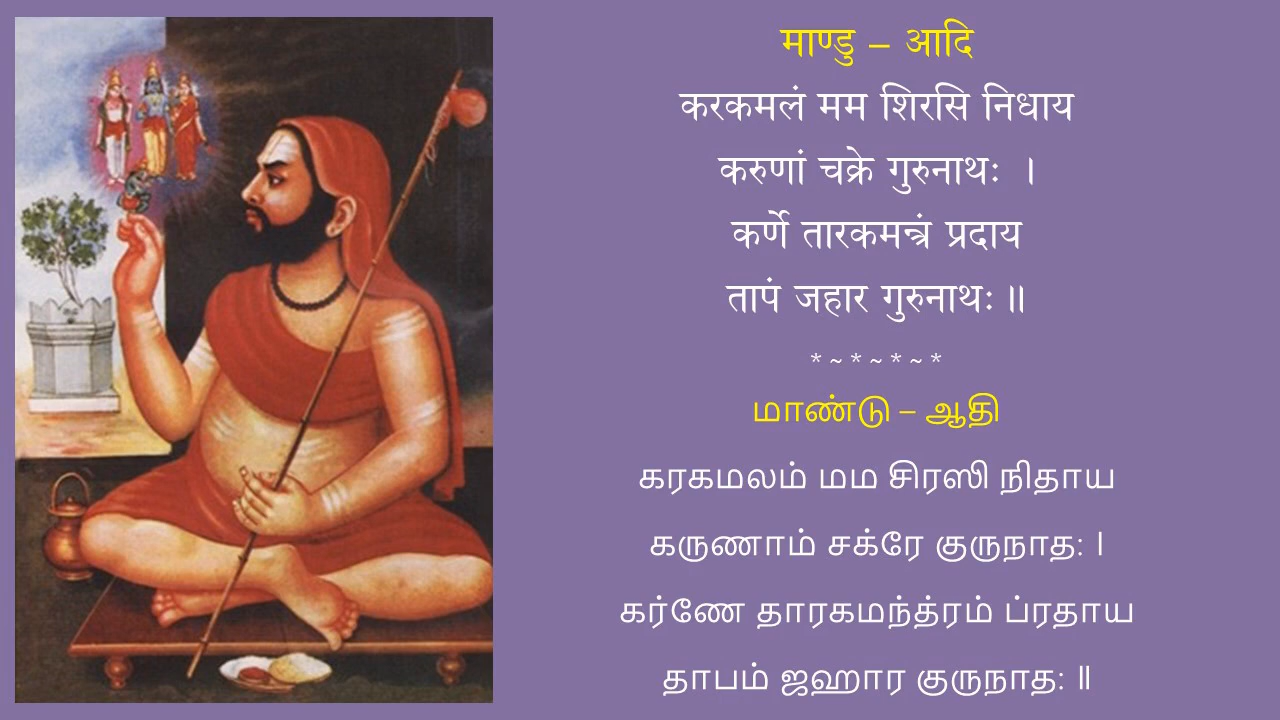 माण्डु – आदि
करकमलं मम शिरसि निधाय
करुणां चक्रे गुरुनाथः ।
कर्णे तारकमन्त्रं प्रदाय
तापं जहार गुरुनाथः ॥
* ~ * ~ * ~ *
மாண்டு – ஆதி
கரகமலம் மம சிரஸி நிதாய
கருணாம் சக்ரே குருநாத: ।
கர்ணே தாரகமந்த்ரம் ப்ரதாய
தாபம் ஜஹார குருநாத: ॥